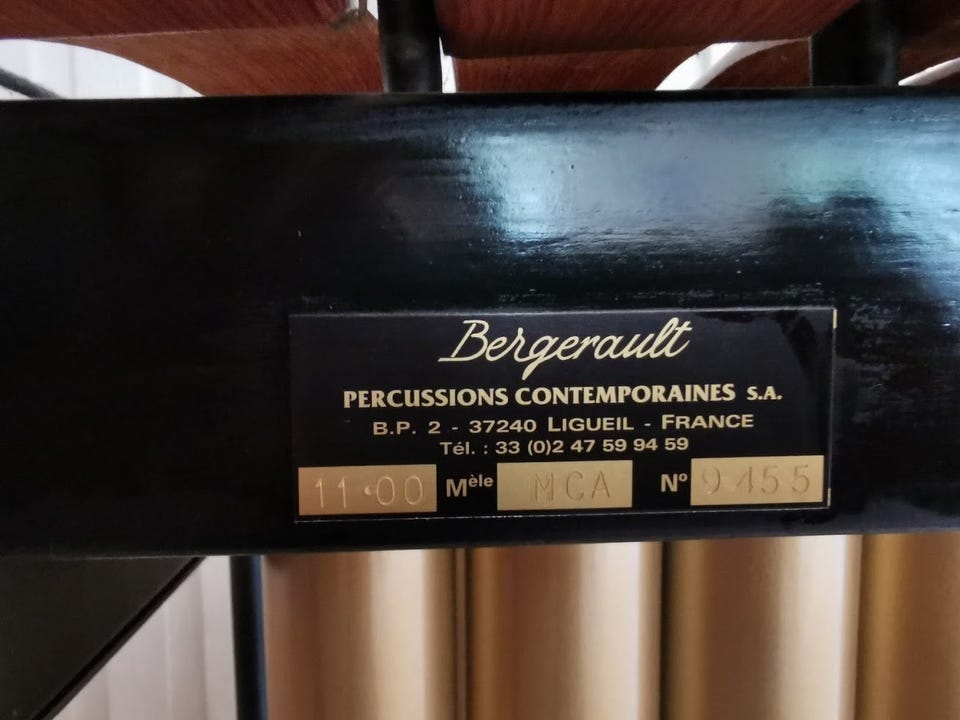 Bergerault
PERCUSSIONS CONTEMPORAINES S.A.
B.P. 2 - 37240 LIGUEIL - FRANCE
Tél. : 33 (0)2 47 59 94 59
11·00 Mèle MCA Nº 9455